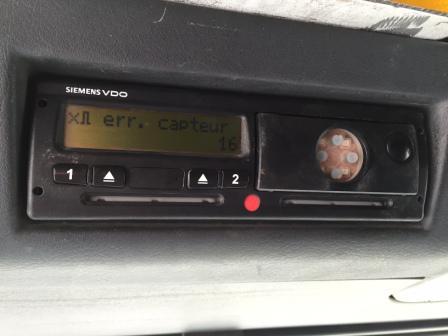 SIEMENS VDO
x⎍ err. capteur
16
1
2